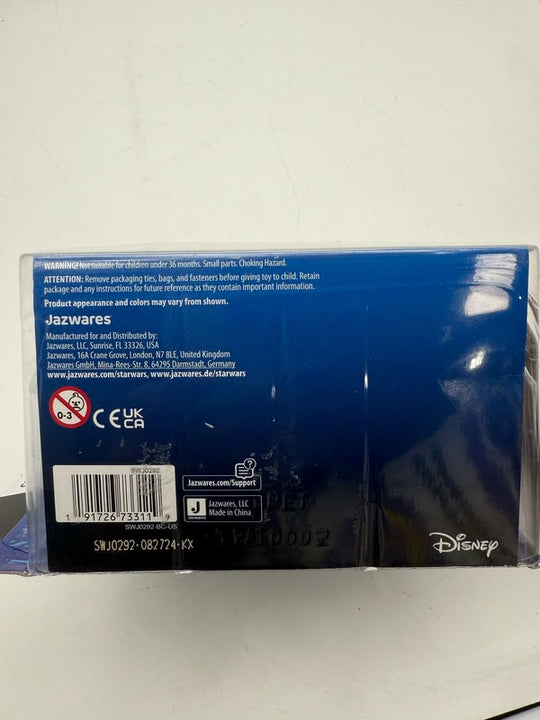 WARNING! Not suitable for children under 36 months. Small parts. Choking Hazard.
ATTENTION: Remove packaging ties, bags, and fasteners before giving toy to child. Retain
package and any instructions for future reference as they contain important information.
Product appearance and colors may vary from shown.
Jazwares
Manufactured for and Distributed by:
Jazwares, LLC, Sunrise, FL 33326, USA
Jazwares, 16A Crane Grove, London, N7 8LE, United Kingdom
Jazwares GmbH, Mina-Rees-Str. 8, 64295 Darmstadt, Germany
www.jazwares.com/starwars, www.jazwares.de/starwars
0-3
CE UK
CA
SWJ0292
1 91726 73311 9
SWJ0292-BC-US
Jazwares.com/Support
J
JAZWARES
Jazwares, LLC
Made in China
SWJ0292-082724-KX
SWJ0002
Disney